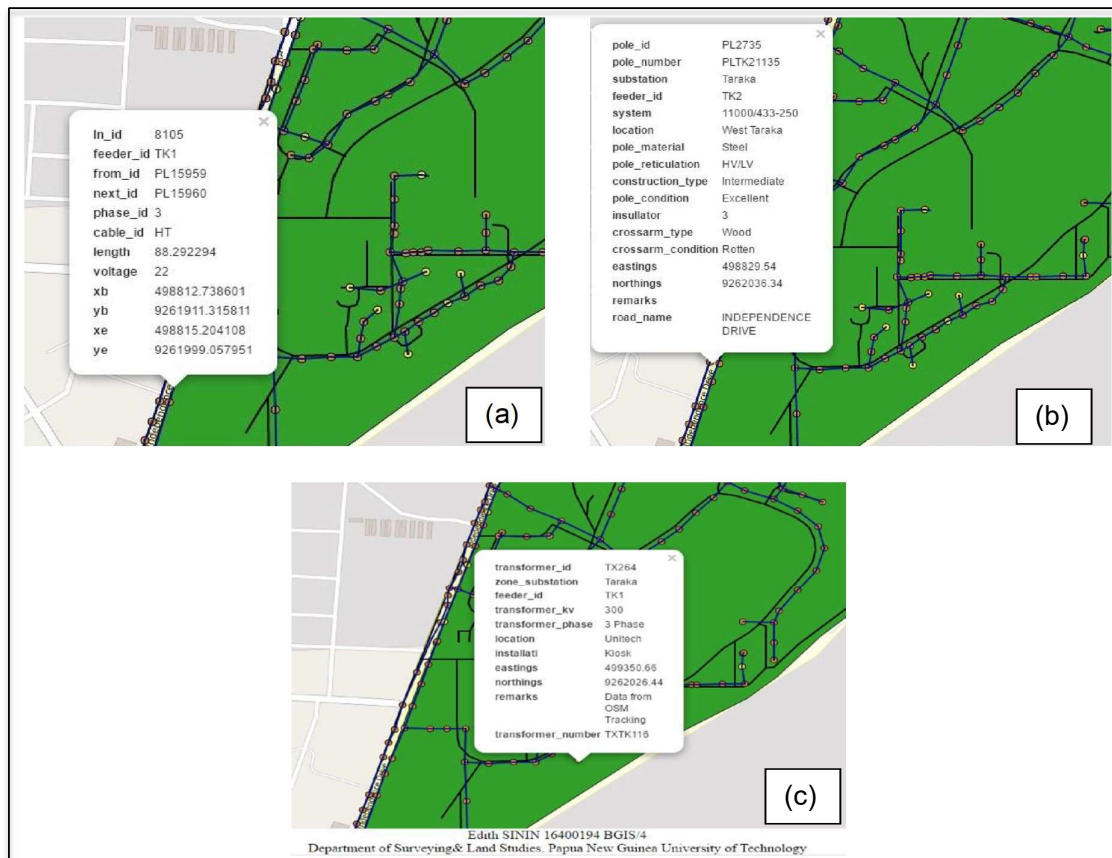 ln_id 8105
feeder_id TK1
from_id PL15959
next_id PL15960
phase_id 3
cable_id HT
length 88.292294
voltage 22
xb 498812.738601
yb 9261911.315811
xe 498815.204108
ye 9261999.057951
(a)
pole_id PL2735
pole_number PLTK21135
substation Taraka
feeder_id TK2
system 11000/433-250
location West Taraka
pole_material Steel
pole_reticulation HV/LV
construction_type Intermediate
pole_condition Excellent
insullator 3
crossarm_type Wood
crossarm_condition Rotten
eastings 498829.54
northings 9262036.34
remarks
road_name INDEPENDENCE
DRIVE
(b)
transformer_id TX264
zone_substation Taraka
feeder_id TK1
transformer_kv 300
transformer_phase 3 Phase
location Unitech
installati Kiosk
eastings 499350.66
northings 9262026.44
remarks Data from
OSM
Tracking
transformer_number TXTK116
(c)
Edith SININ 16400194 BGIS/4
Department of Surveying& Land Studies, Papua New Guinea University of Technology